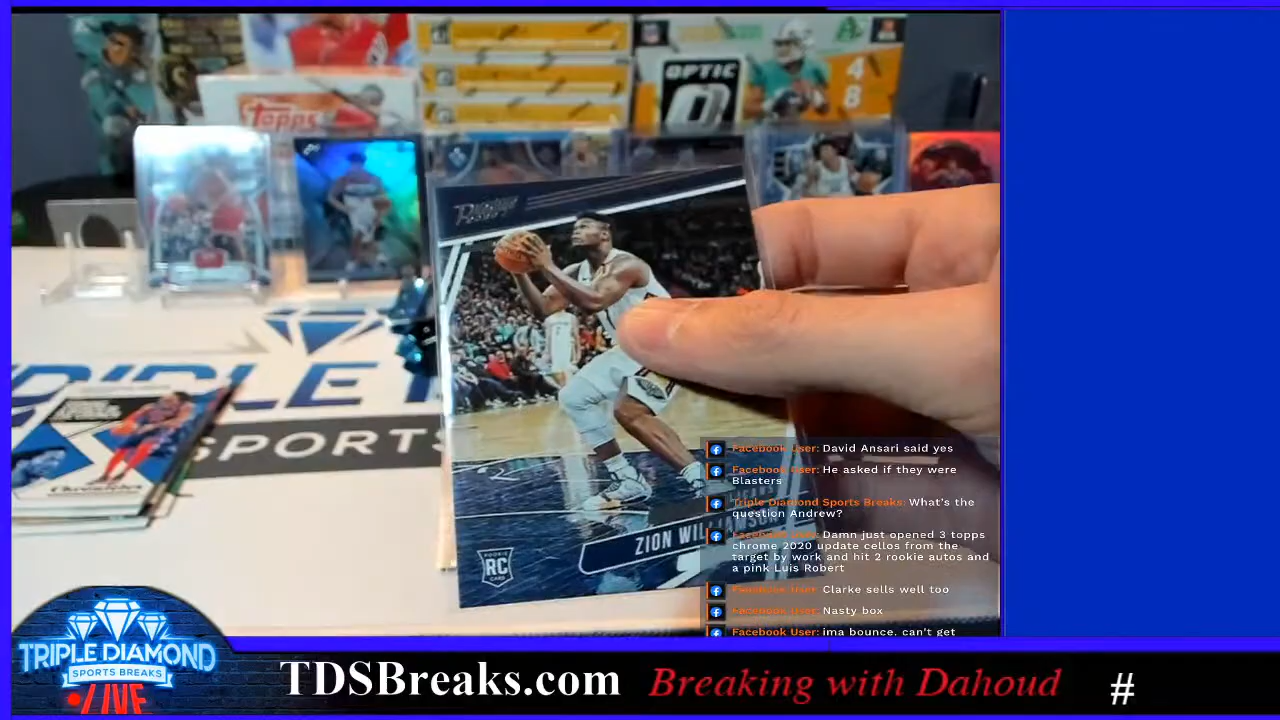 OPTIC
4
8
Topps
Prestige
TRIPLE
SPORTS
Chronicles
ZION WILLIAMSON
ROOKIE
RC
CARD
Facebook User: David Ansari said yes
Facebook User: He asked if they were
Blasters
Triple Diamond Sports Breaks: What's the
question Andrew?
Facebook User: Damn just opened 3 topps
chrome 2020 update cellos from the
target by work and hit 2 rookie autos and
a pink Luis Robert
Facebook User: Clarke sells well too
Facebook User: Nasty box
Facebook User: ima bounce, can't get
TRIPLE DIAMOND
SPORTS BREAKS
LIVE
TDSBreaks.com
Breaking with Dahoud
#